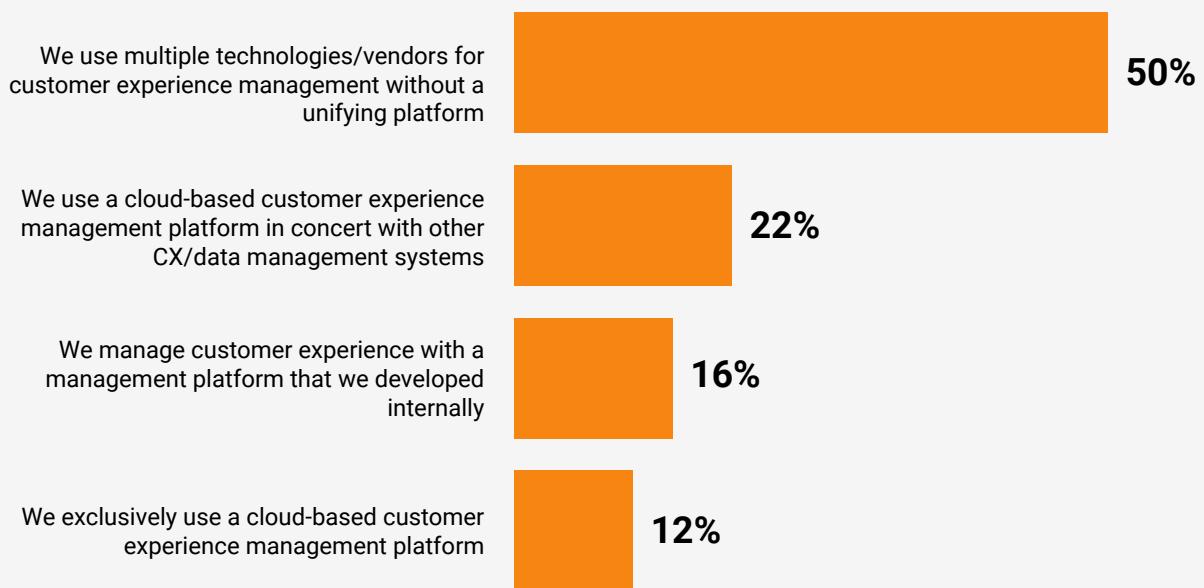 We use multiple technologies/vendors for
customer experience management without a
unifying platform
50%
We use a cloud-based customer experience
management platform in concert with other
CX/data management systems
22%
We manage customer experience with a
management platform that we developed
internally
16%
We exclusively use a cloud-based customer
experience management platform
12%